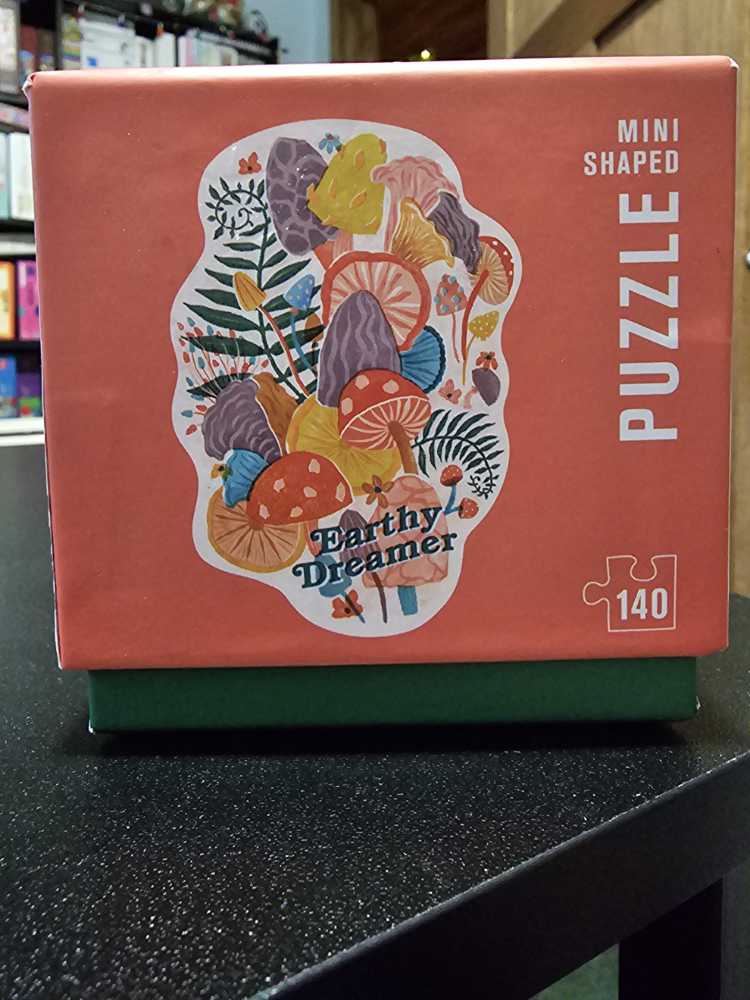 MINI
SHAPED
PUZZLE
Earthy
Dreamer
140